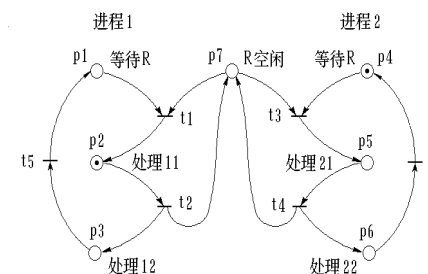 进程1 进程2
p1 等待R p7 R空闲 等待R p4
t1 t3
p2 处理11 处理21 p5
t5
t2 t4
p3 处理12 处理22 p6